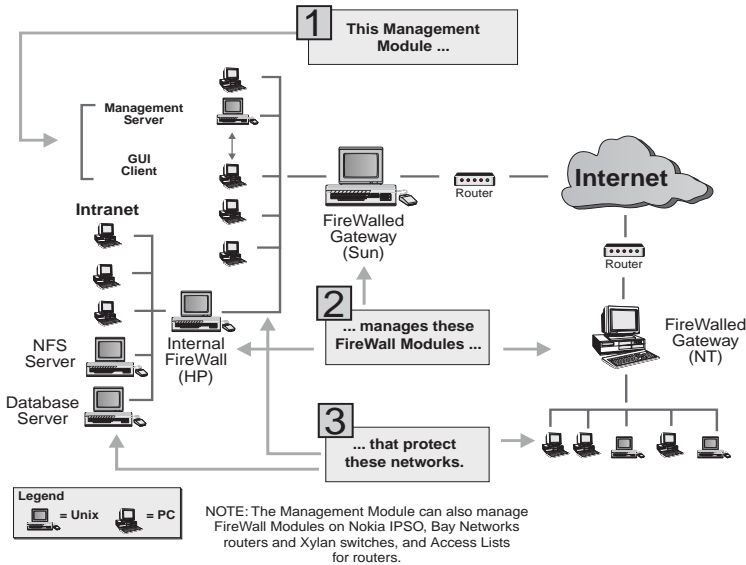 1
This Management
Module ...
Management
Server
GUI
Client
Intranet
FireWalled
Gateway
(Sun)
Router
Internet
Router
2
... manages these
FireWall Modules ...
FireWalled
Gateway
(NT)
NFS
Server
Internal
FireWall
(HP)
Database
Server
3
... that protect
these networks.
Legend
= Unix
= PC
NOTE: The Management Module can also manage
FireWall Modules on Nokia IPSO, Bay Networks
routers and Xylan switches, and Access Lists
for routers.